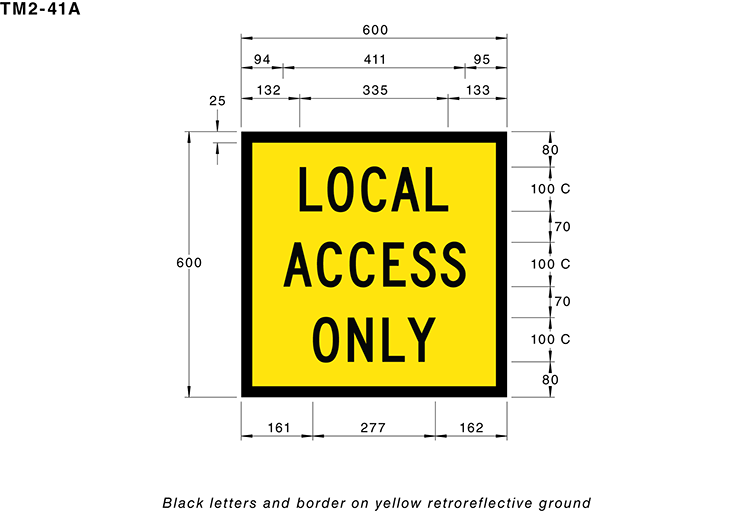 TM2-41A
600
94 411 95
132 335 133
25
80
LOCAL
100 C
70
600
ACCESS
100 C
70
ONLY
100 C
80
161 277 162
Black letters and border on yellow retroreflective ground